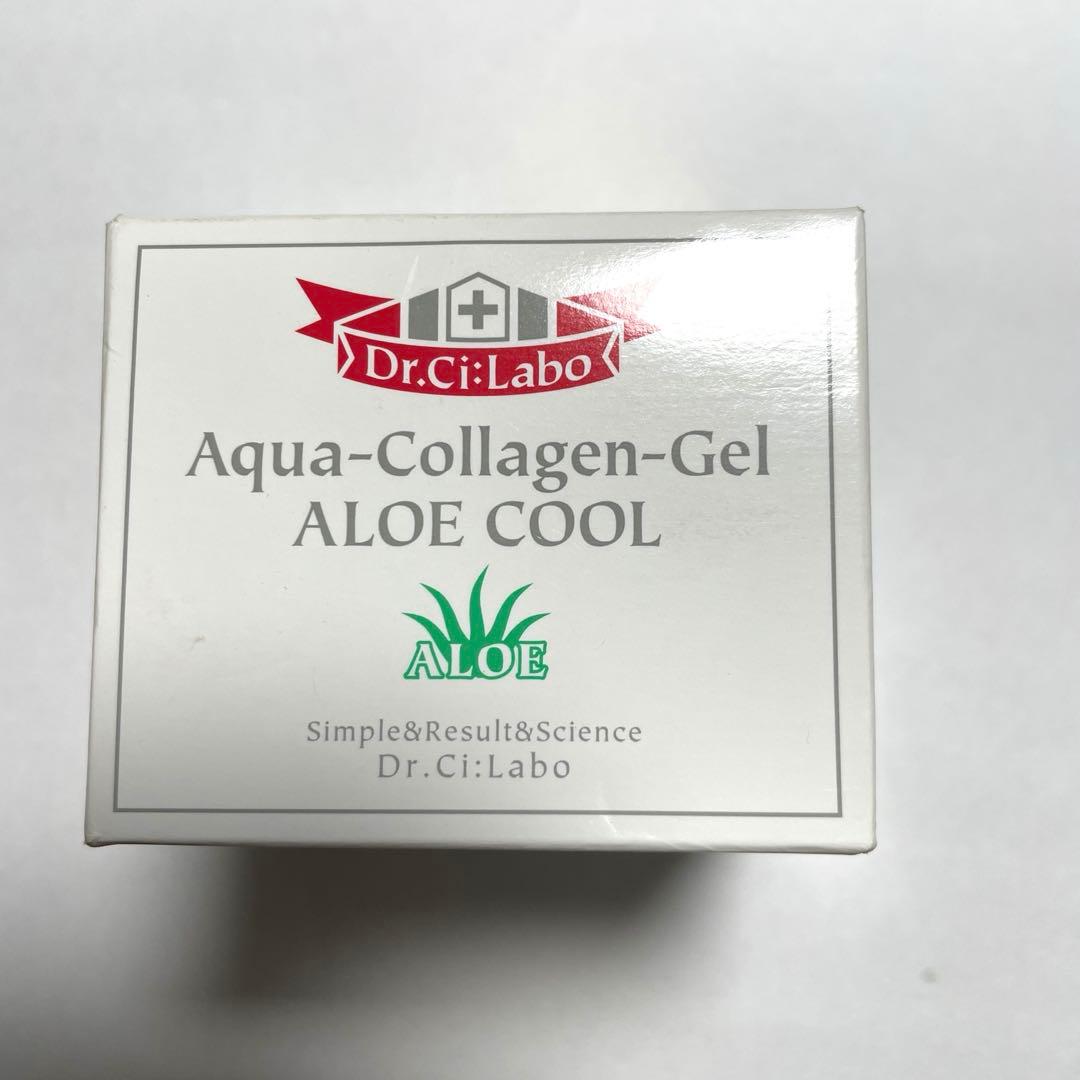 Dr.Ci:Labo
Aqua-Collagen-Gel
ALOE COOL
ALOE
Simple&Result&Science
Dr.Ci:Labo